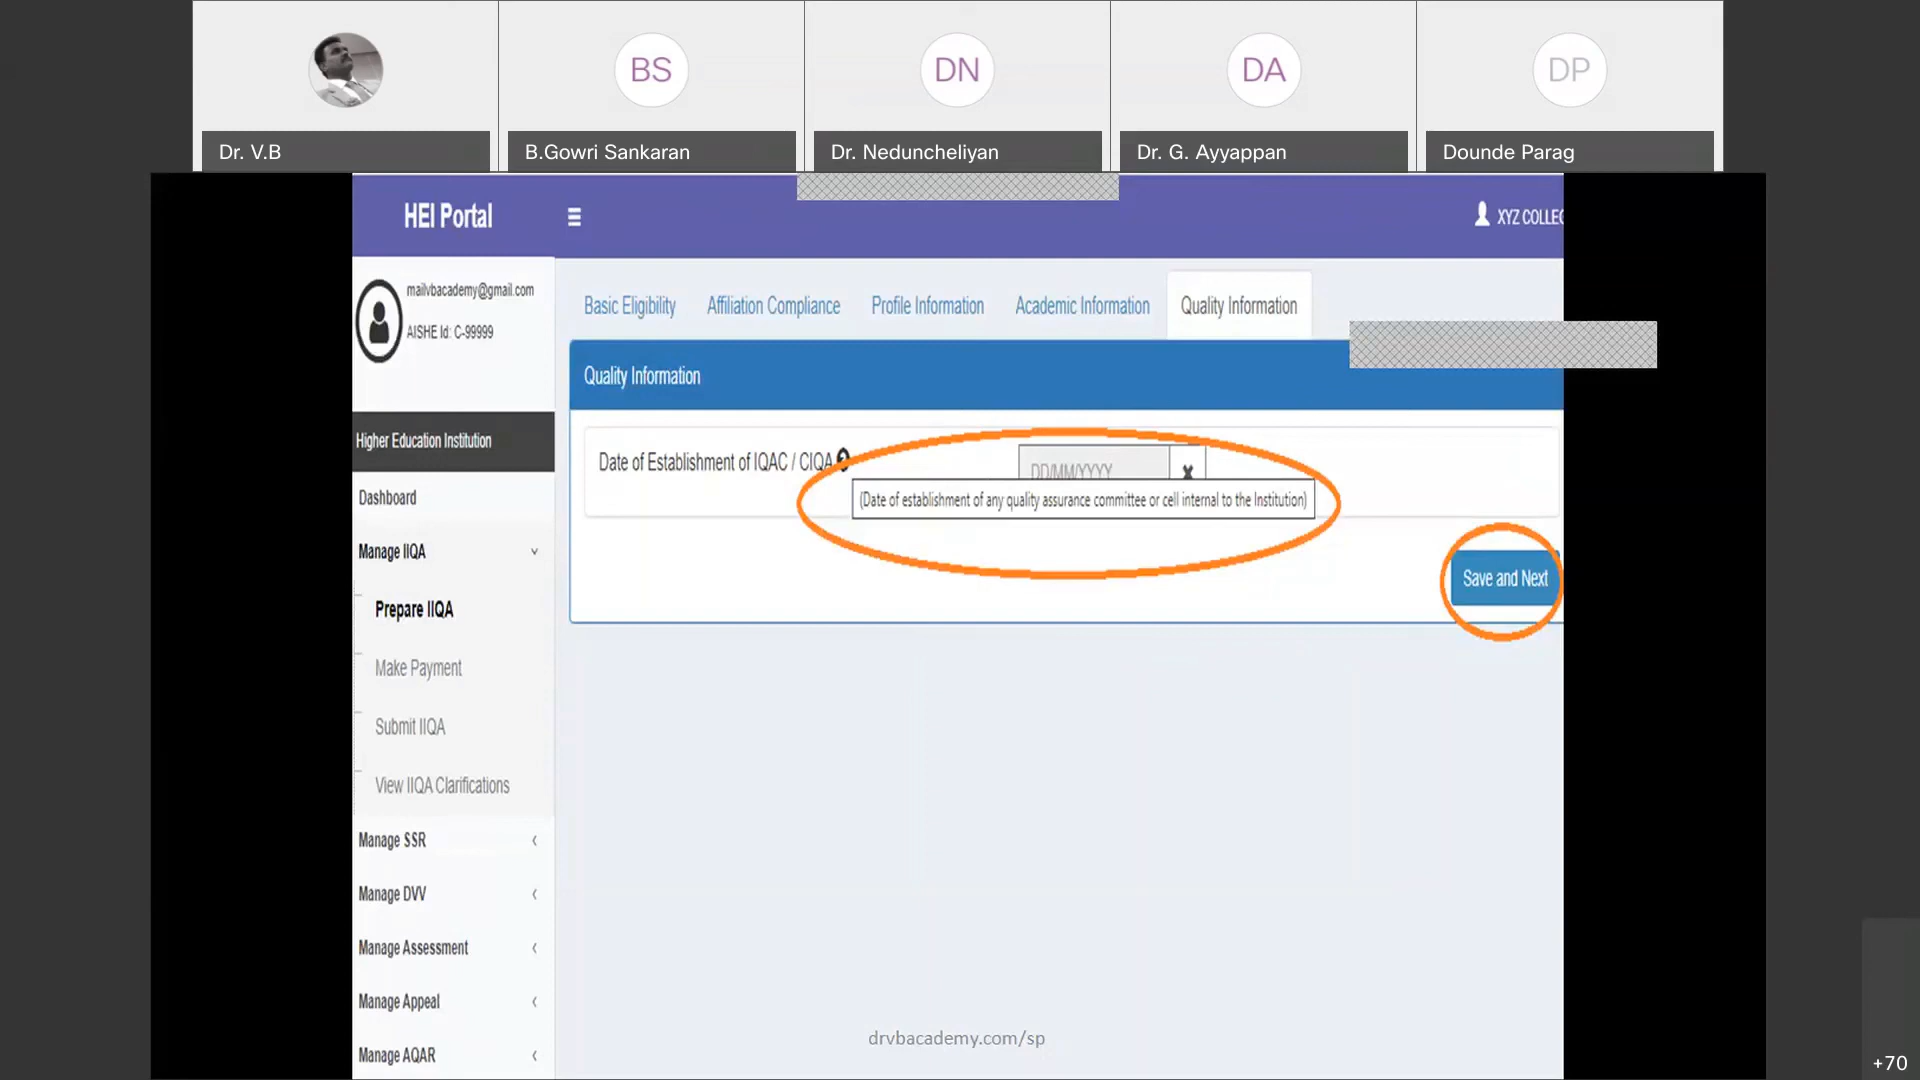 BS
DN
DA
DP
Dr. V.B
B.Gowri Sankaran
Dr. Neduncheliyan
Dr. G. Ayyappan
Dounde Parag
HEI Portal
XYZ COLLEC
mailvbacademy@gmail.com
AISHE Id: C-99999
Basic Eligibility
Affiliation Compliance
Profile Information
Academic Information
Quality Information
Quality Information
Higher Education Institution
Date of Establishment of IQAC / CIQA
DD/MM/YYYY
(Date of establishment of any quality assurance committee or cell internal to the Institution)
Save and Next
Dashboard
Manage IIQA
Prepare IIQA
Make Payment
Submit IIQA
View IIQA Clarifications
Manage SSR
Manage DVV
Manage Assessment
Manage Appeal
Manage AQAR
drvbacademy.com/sp
+70